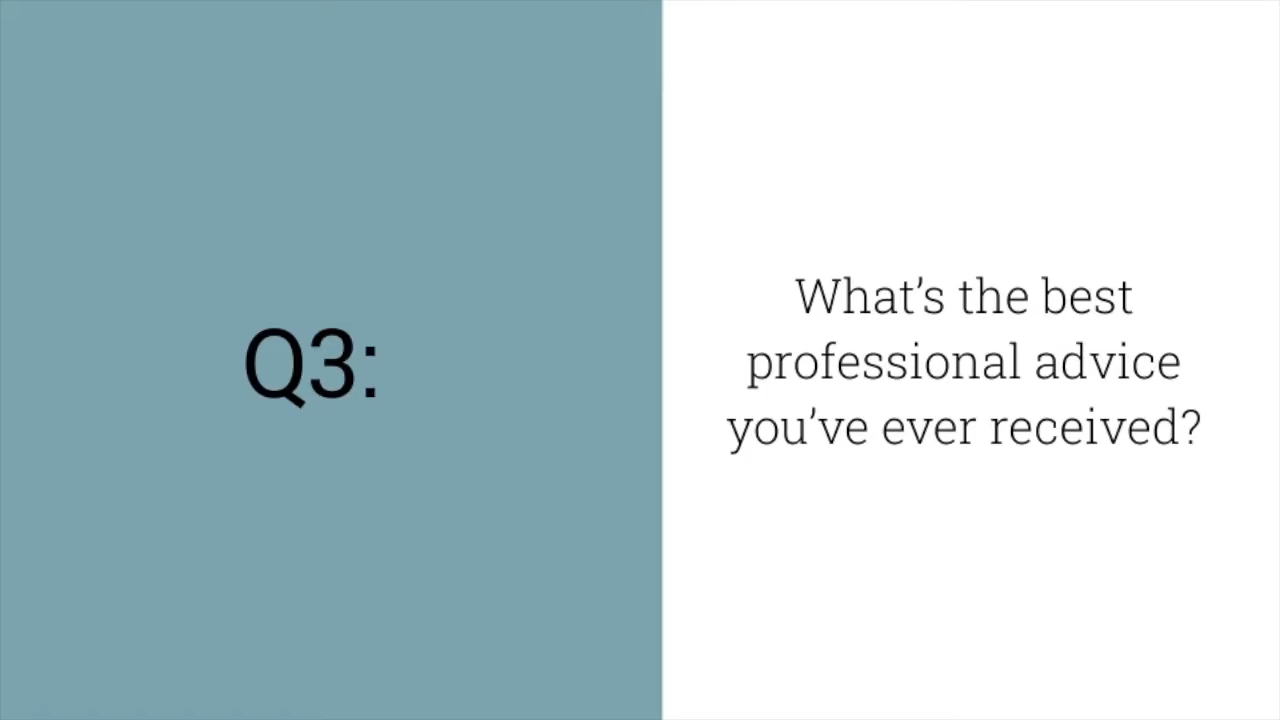 Q3:
What’s the best
professional advice
you’ve ever received?